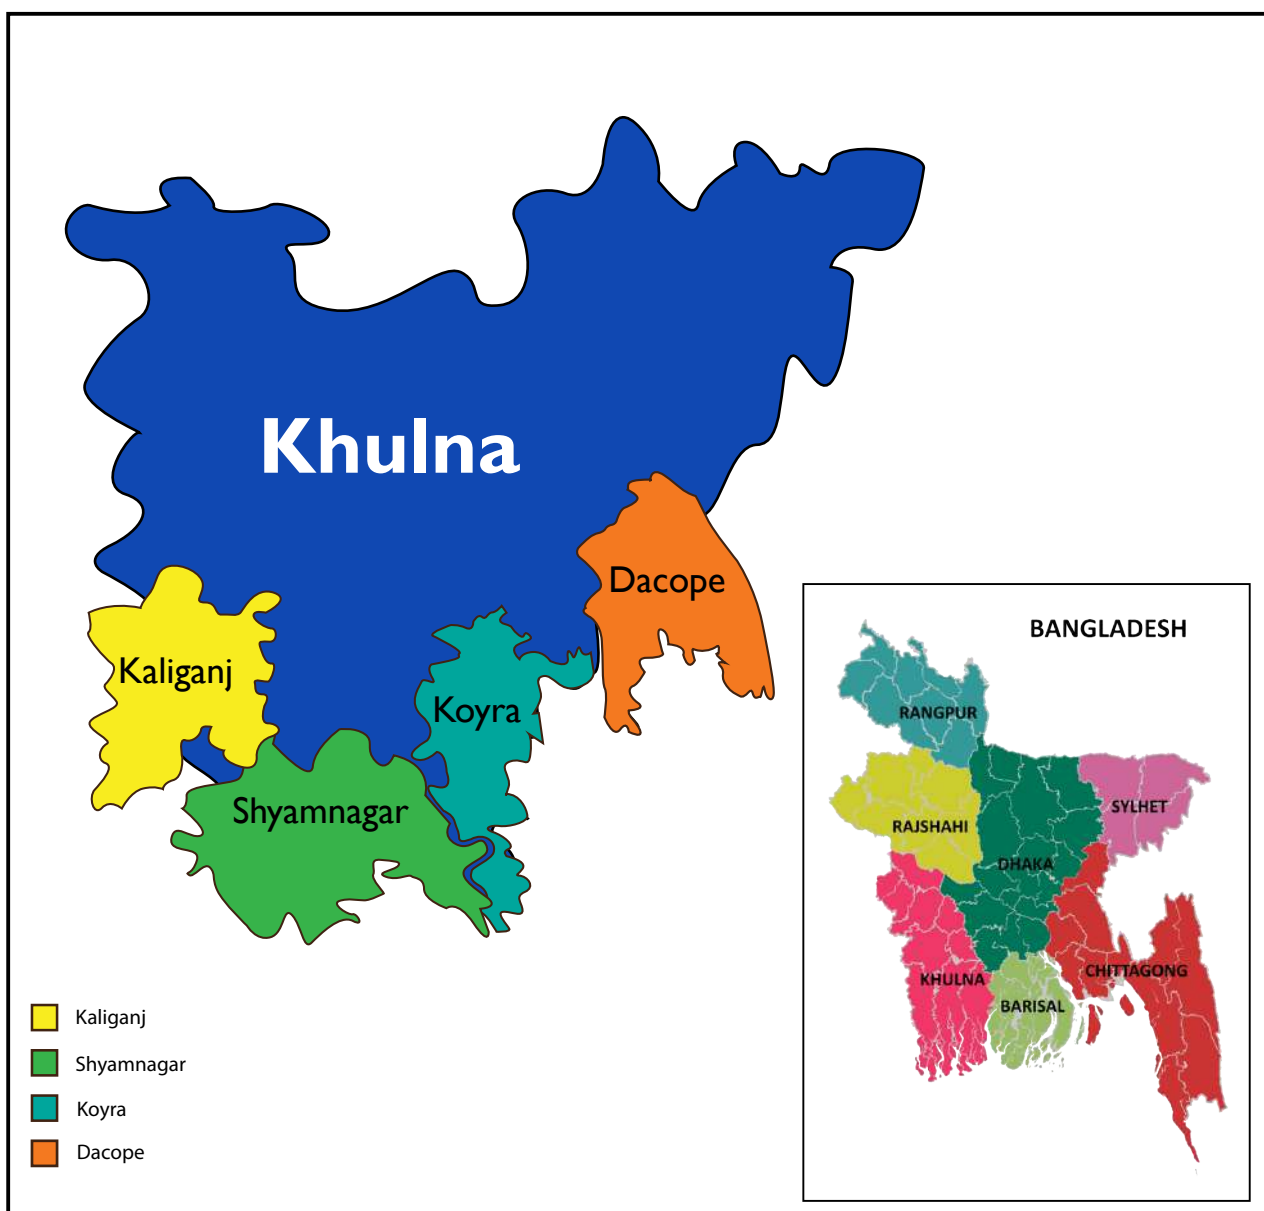 Khulna
Dacope
Kaliganj
Koyra
Shyamnagar
Kaliganj
Shyamnagar
Koyra
Dacope
BANGLADESH
RANGPUR
SYLHET
RAJSHAHI
DHAKA
CHITTAGONG
KHULNA
BARISAL